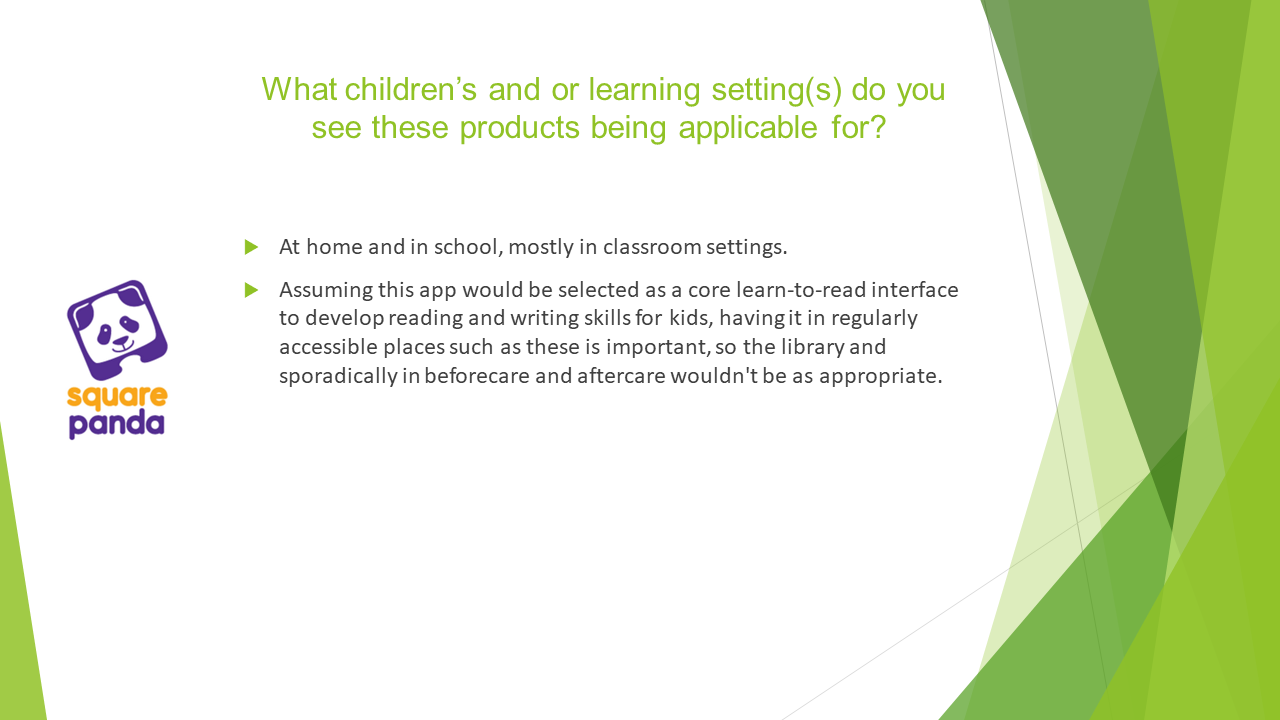 What children’s and or learning setting(s) do you
see these products being applicable for?
At home and in school, mostly in classroom settings.
Assuming this app would be selected as a core learn-to-read interface
to develop reading and writing skills for kids, having it in regularly
accessible places such as these is important, so the library and
sporadically in beforecare and aftercare wouldn't be as appropriate.
square
panda